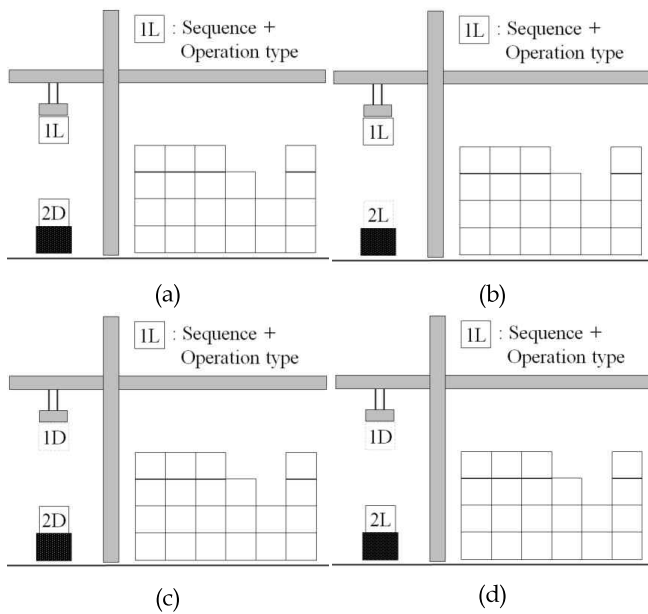 1L : Sequence +
Operation type
1L
2D
(a)
1L : Sequence +
Operation type
1L
2L
(b)
1L : Sequence +
Operation type
1D
2D
(c)
1L : Sequence +
Operation type
1D
2L
(d)